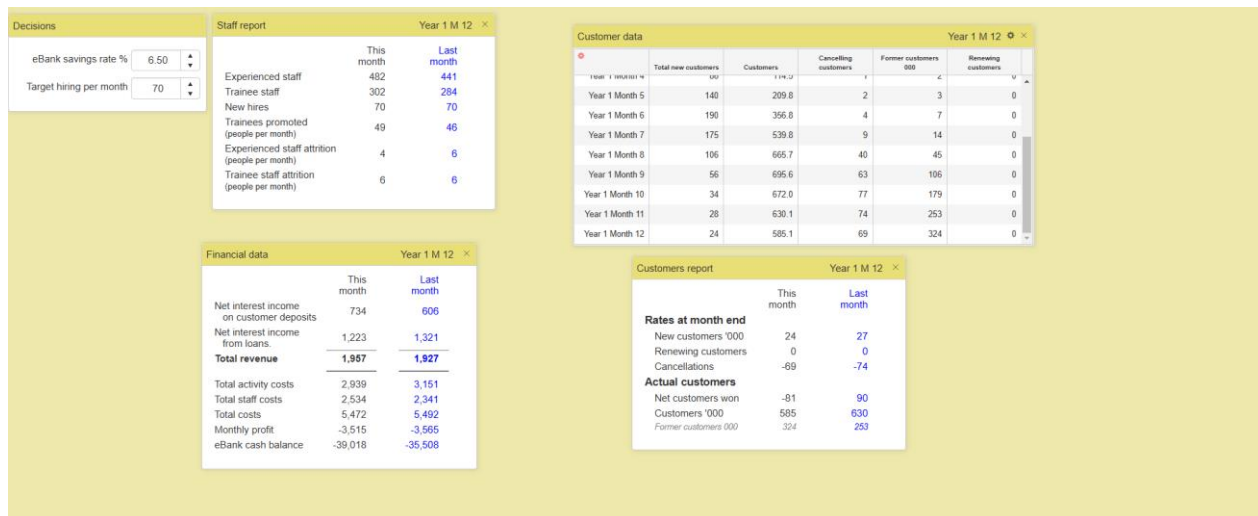 Decisions
eBank savings rate % 6.50
Target hiring per month 70
Staff report Year 1 M 12 ×
This month Last month
Experienced staff 482 441
Trainee staff 302 284
New hires 70 70
Trainees promoted (people per month) 49 46
Experienced staff attrition (people per month) 4 6
Trainee staff attrition (people per month) 6 6
Customer data Year 1 M 12 ×
Total new customers Customers Cancelling customers Former customers 000 Renewing customers
Year 1 Month 5 140 209.8 2 3 0
Year 1 Month 6 190 356.8 4 7 0
Year 1 Month 7 175 539.8 9 14 0
Year 1 Month 8 106 665.7 40 45 0
Year 1 Month 9 56 695.6 63 106 0
Year 1 Month 10 34 672.0 77 179 0
Year 1 Month 11 28 630.1 74 253 0
Year 1 Month 12 24 585.1 69 324 0
Financial data Year 1 M 12 ×
This month Last month
Net interest income on customer deposits 734 606
Net interest income from loans. 1,223 1,321
Total revenue 1,957 1,927
Total activity costs 2,939 3,151
Total staff costs 2,534 2,341
Total costs 5,472 5,492
Monthly profit -3,515 -3,565
eBank cash balance -39,018 -35,508
Customers report Year 1 M 12 ×
This month Last month
Rates at month end
New customers '000 24 27
Renewing customers 0 0
Cancellations -69 -74
Actual customers
Net customers won -81 90
Customers '000 585 630
Former customers 000 324 253